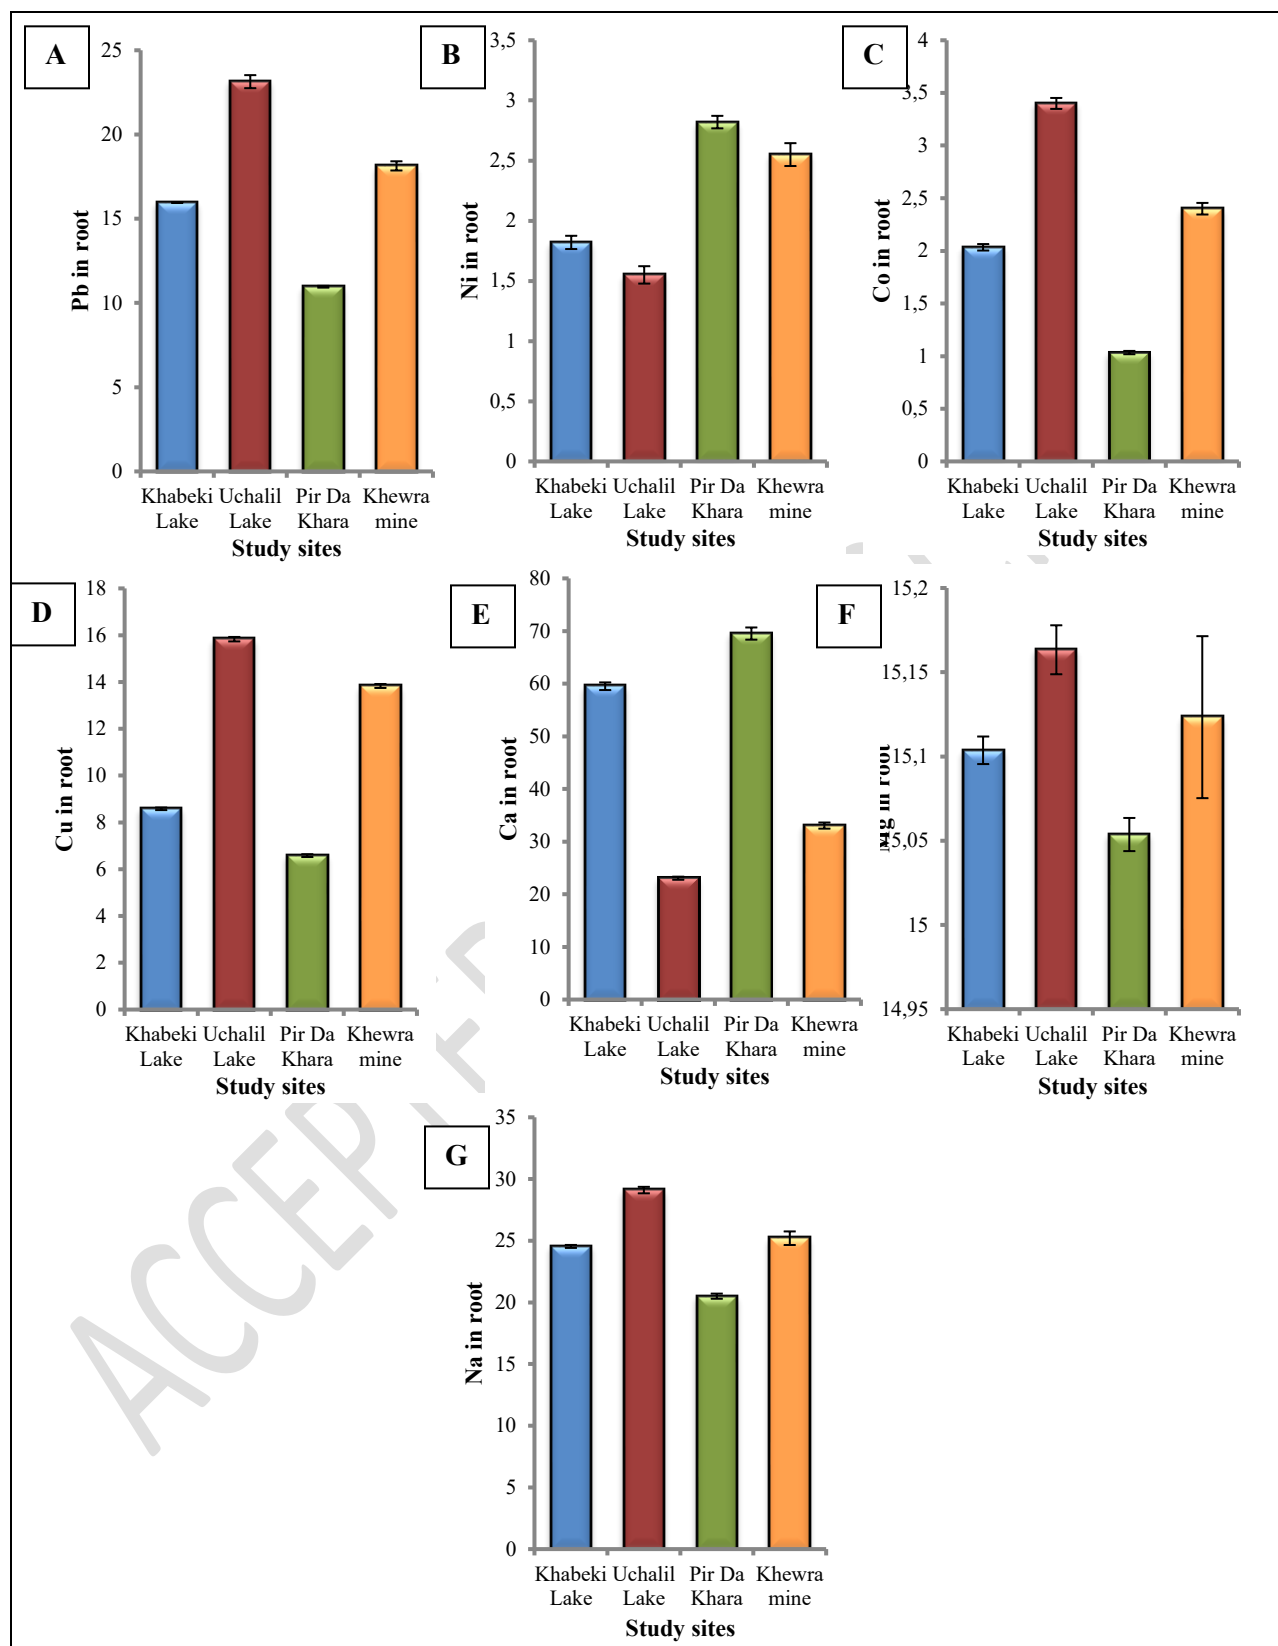 A
Pb in root
25
20
15
10
5
0
Khabeki Lake
Uchalil Lake
Pir Da Khara
Khewra mine
Study sites
B
Ni in root
3,5
3
2,5
2
1,5
1
0,5
0
Khabeki Lake
Uchalil Lake
Pir Da Khara
Khewra mine
Study sites
C
Co in root
4
3,5
3
2,5
2
1,5
1
0,5
0
Khabeki Lake
Uchalil Lake
Pir Da Khara
Khewra mine
Study sites
D
Cu in root
18
16
14
12
10
8
6
4
2
0
Khabeki Lake
Uchalil Lake
Pir Da Khara
Khewra mine
Study sites
E
Ca in root
80
70
60
50
40
30
20
10
0
Khabeki Lake
Uchalil Lake
Pir Da Khara
Khewra mine
Study sites
F
Mg in root
15,2
15,15
15,1
15,05
15
14,95
Khabeki Lake
Uchalil Lake
Pir Da Khara
Khewra mine
Study sites
G
Na in root
35
30
25
20
15
10
5
0
Khabeki Lake
Uchalil Lake
Pir Da Khara
Khewra mine
Study sites